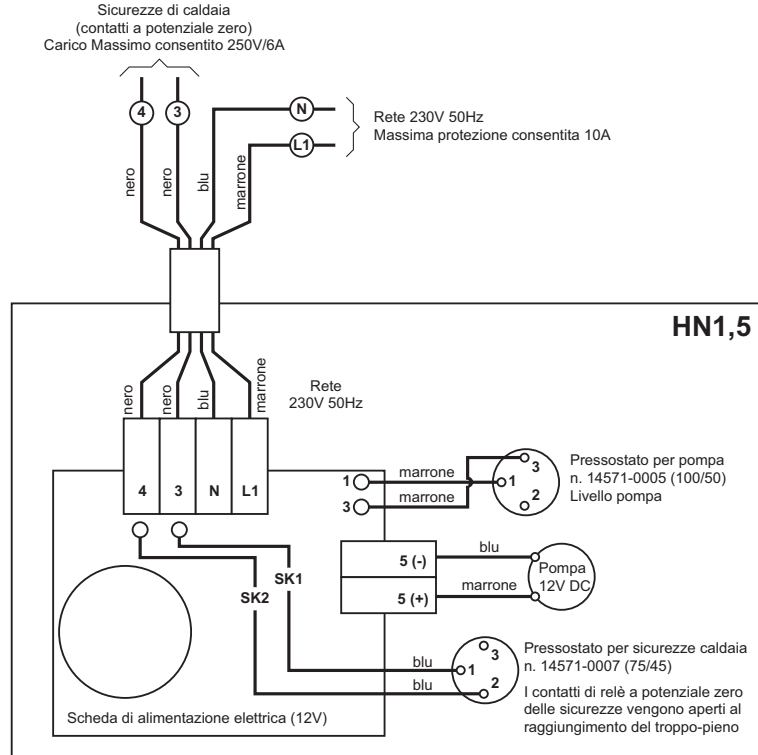 Sicurezze di caldaia
(contatti a potenziale zero)
Carico Massimo consentito 250V/6A
4
3
N
L1
Rete 230V 50Hz
Massima protezione consentita 10A
nero
nero
blu
marrone
HN1,5
nero
nero
blu
marrone
Rete
230V 50Hz
4
3
N
L1
1
3
marrone
marrone
3
1
2
Pressostato per pompa
n. 14571-0005 (100/50)
Livello pompa
5 (-)
5 (+)
blu
marrone
Pompa
12V DC
SK1
SK2
blu
blu
3
1
2
Pressostato per sicurezze caldaia
n. 14571-0007 (75/45)
I contatti di relè a potenziale zero
delle sicurezze vengono aperti al
raggiungimento del troppo-pieno
Scheda di alimentazione elettrica (12V)